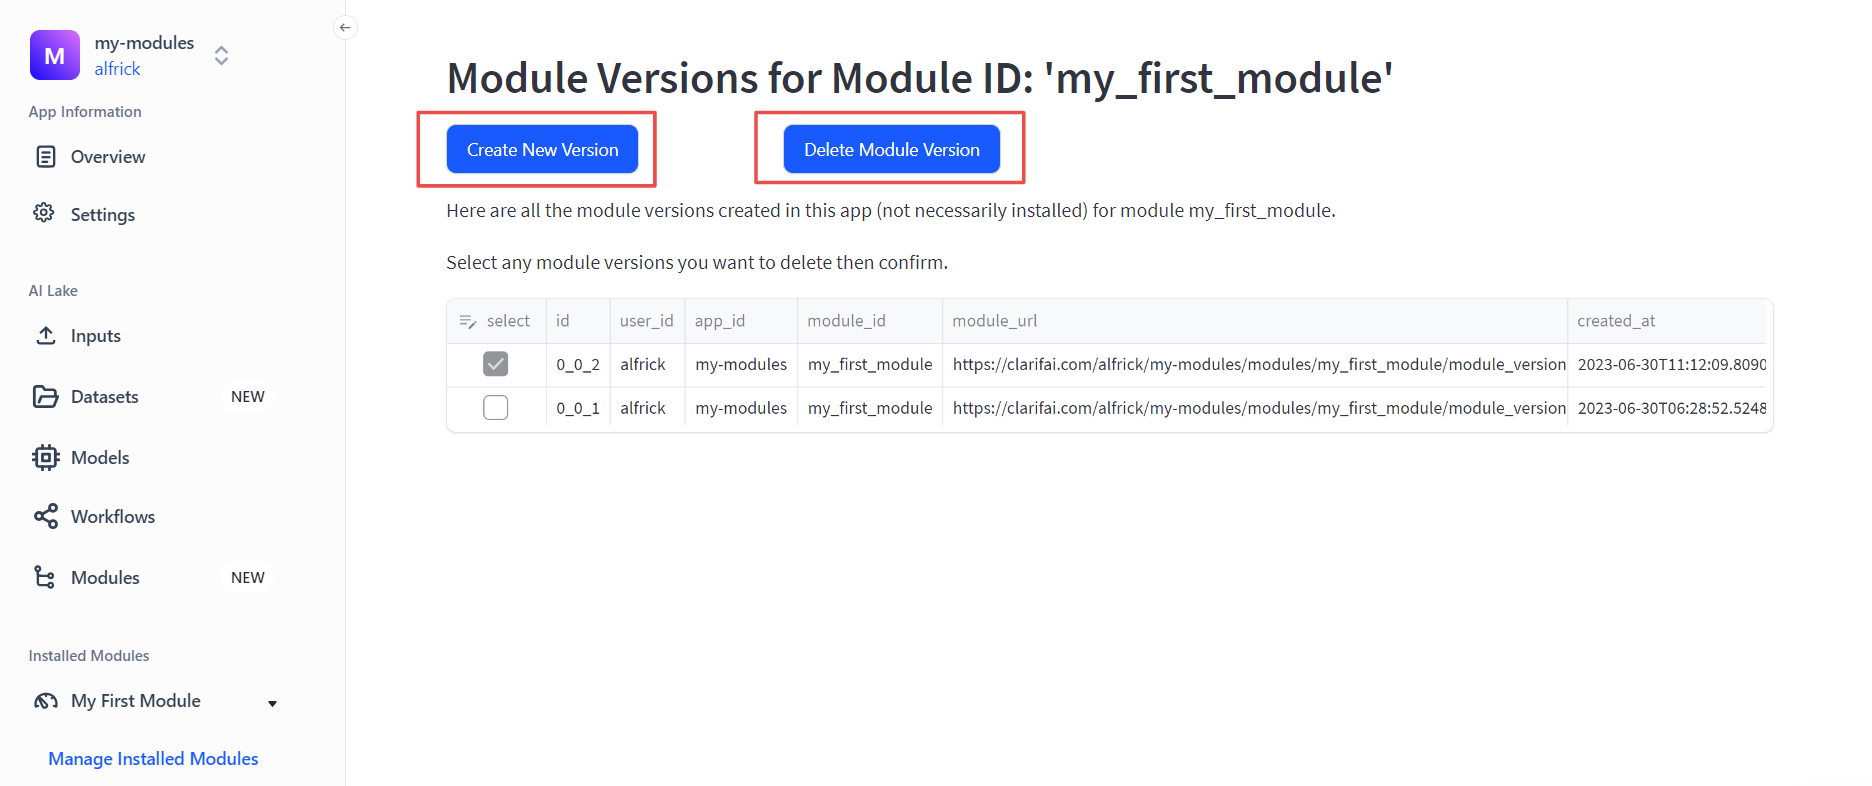 M
my-modules
alfrick
App Information
Overview
Settings
AI Lake
Inputs
Datasets NEW
Models
Workflows
Modules NEW
Installed Modules
My First Module
Manage Installed Modules
Module Versions for Module ID: 'my_first_module'
Create New Version Delete Module Version
Here are all the module versions created in this app (not necessarily installed) for module my_first_module.
Select any module versions you want to delete then confirm.
select id user_id app_id module_id module_url created_at
0_0_2 alfrick my-modules my_first_module https://clarifai.com/alfrick/my-modules/modules/my_first_module/module_version 2023-06-30T11:12:09.8090
0_0_1 alfrick my-modules my_first_module https://clarifai.com/alfrick/my-modules/modules/my_first_module/module_version 2023-06-30T06:28:52.5248